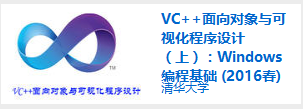 VC++面向对象与可视化程序设计
TM
VC++面向对象与可
视化程序设计
（上）：Windows
编程基础 (2016春)
清华大学